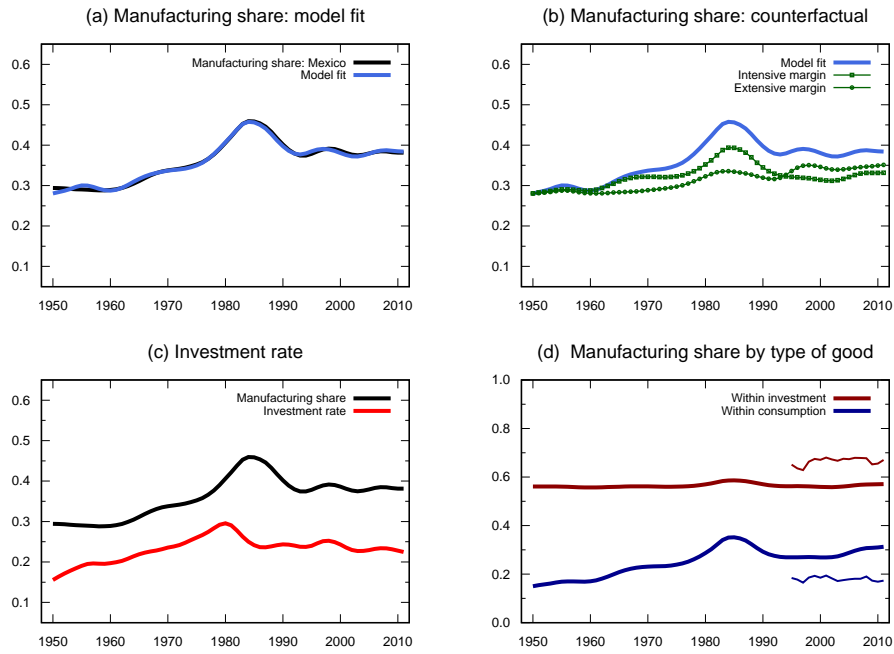 (a) Manufacturing share: model fit
Manufacturing share: Mexico
Model fit
0.6
0.5
0.4
0.3
0.2
0.1
1950 1960 1970 1980 1990 2000 2010
(b) Manufacturing share: counterfactual
Model fit
Intensive margin
Extensive margin
0.6
0.5
0.4
0.3
0.2
0.1
1950 1960 1970 1980 1990 2000 2010
(c) Investment rate
Manufacturing share
Investment rate
0.6
0.5
0.4
0.3
0.2
0.1
1950 1960 1970 1980 1990 2000 2010
(d) Manufacturing share by type of good
Within investment
Within consumption
1.0
0.8
0.6
0.4
0.2
0.0
1950 1960 1970 1980 1990 2000 2010